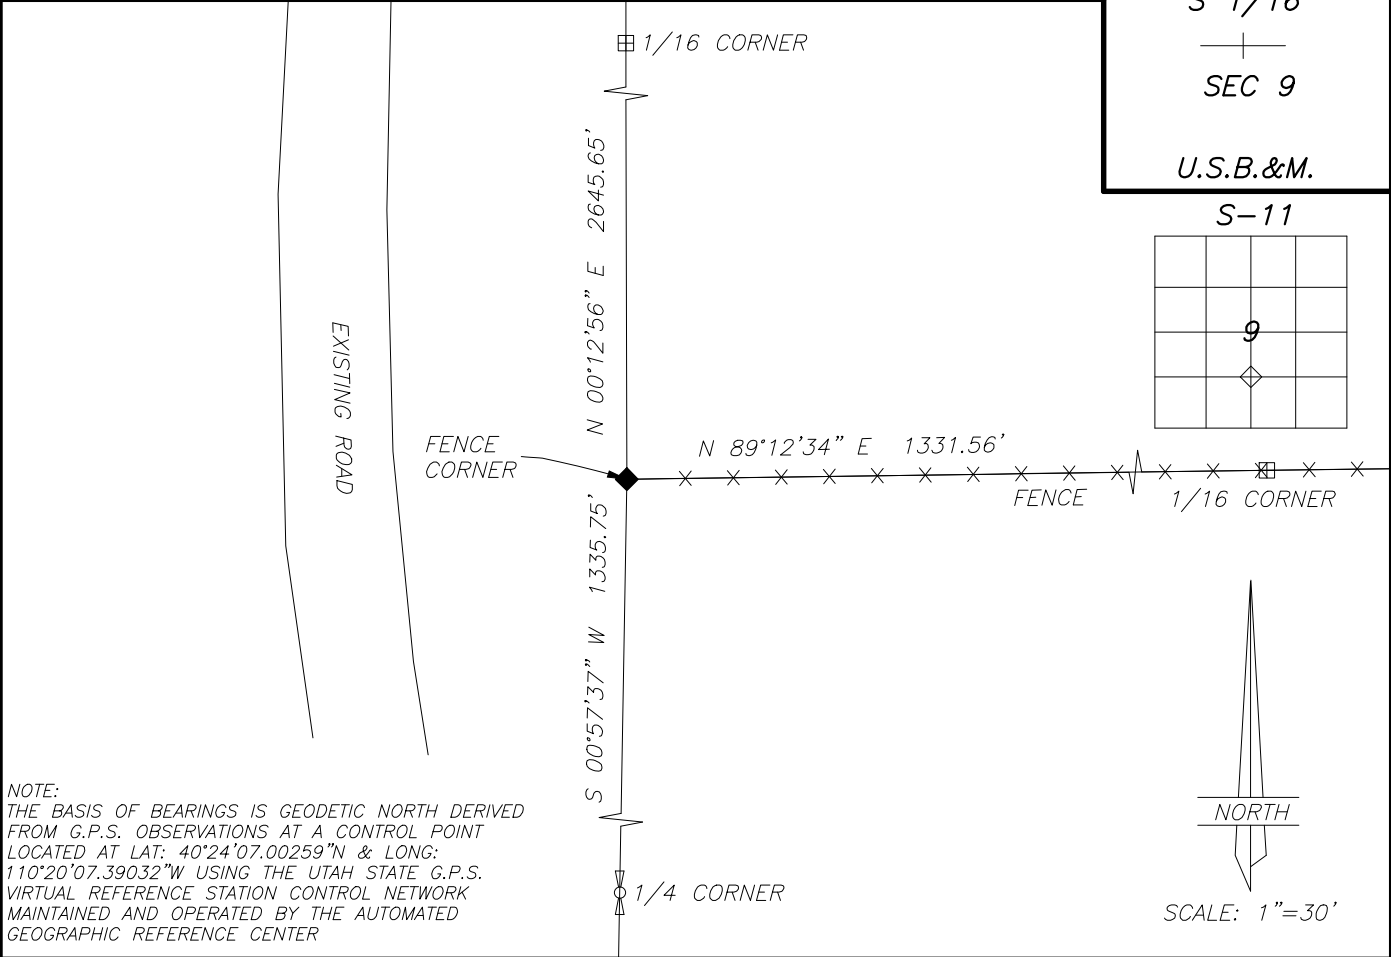 S 1/16
1/16 CORNER
SEC 9
U.S.B.&M.
S-11
9
N 00°12'56" E 2645.65'
EXISTING ROAD
FENCE
CORNER
N 89°12'34" E 1331.56'
FENCE
1/16 CORNER
S 00°57'37" W 1335.75'
NOTE:
THE BASIS OF BEARINGS IS GEODETIC NORTH DERIVED
FROM G.P.S. OBSERVATIONS AT A CONTROL POINT
LOCATED AT LAT: 40°24'07.00259"N & LONG:
110°20'07.39032"W USING THE UTAH STATE G.P.S.
VIRTUAL REFERENCE STATION CONTROL NETWORK
MAINTAINED AND OPERATED BY THE AUTOMATED
GEOGRAPHIC REFERENCE CENTER
1/4 CORNER
NORTH
SCALE: 1"=30'